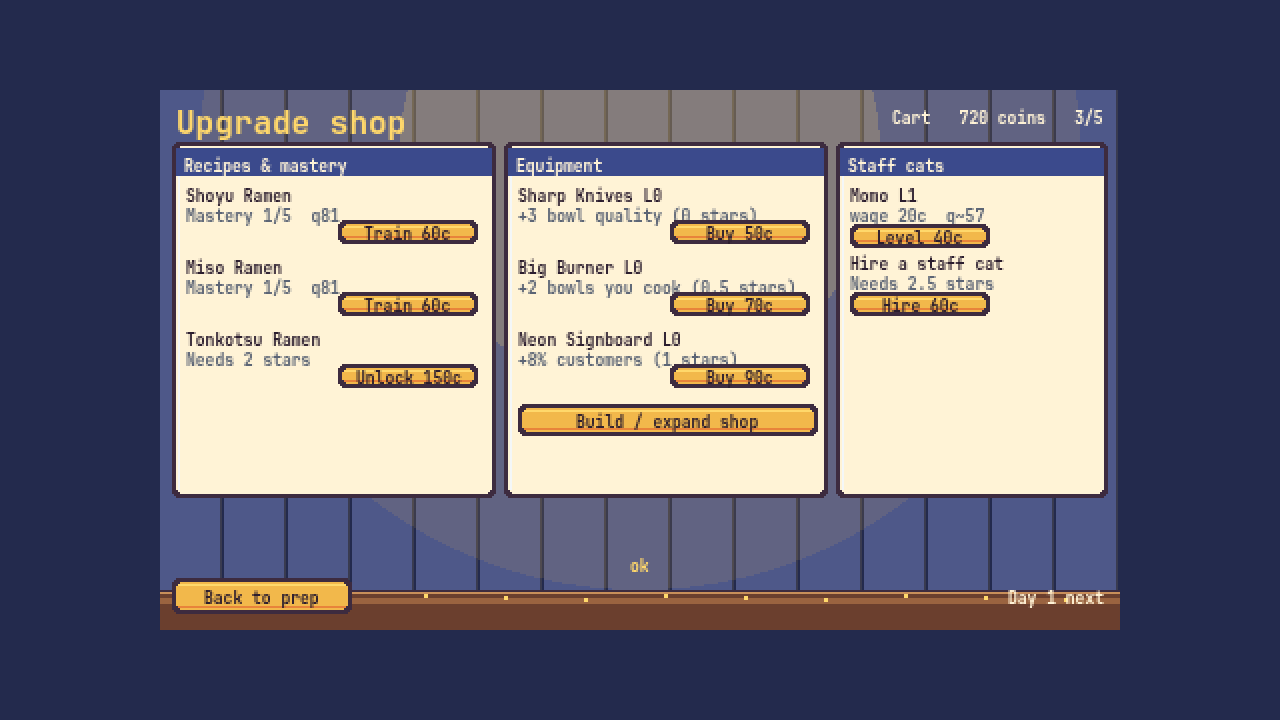 Upgrade shop
Cart 720 coins 3/5
Recipes & mastery
Shoyu Ramen
Mastery 1/5 q81
Train 60c
Miso Ramen
Mastery 1/5 q81
Train 60c
Tonkotsu Ramen
Needs 2 stars
Unlock 150c
Equipment
Sharp Knives L0
+3 bowl quality (0 stars)
Buy 50c
Big Burner L0
+2 bowls you cook (0.5 stars)
Buy 70c
Neon Signboard L0
+8% customers (1 stars)
Buy 90c
Build / expand shop
Staff cats
Momo L1
wage 20c q~57
Level 40c
Hire a staff cat
Needs 2.5 stars
Hire 60c
ok
Back to prep
Day 1 next